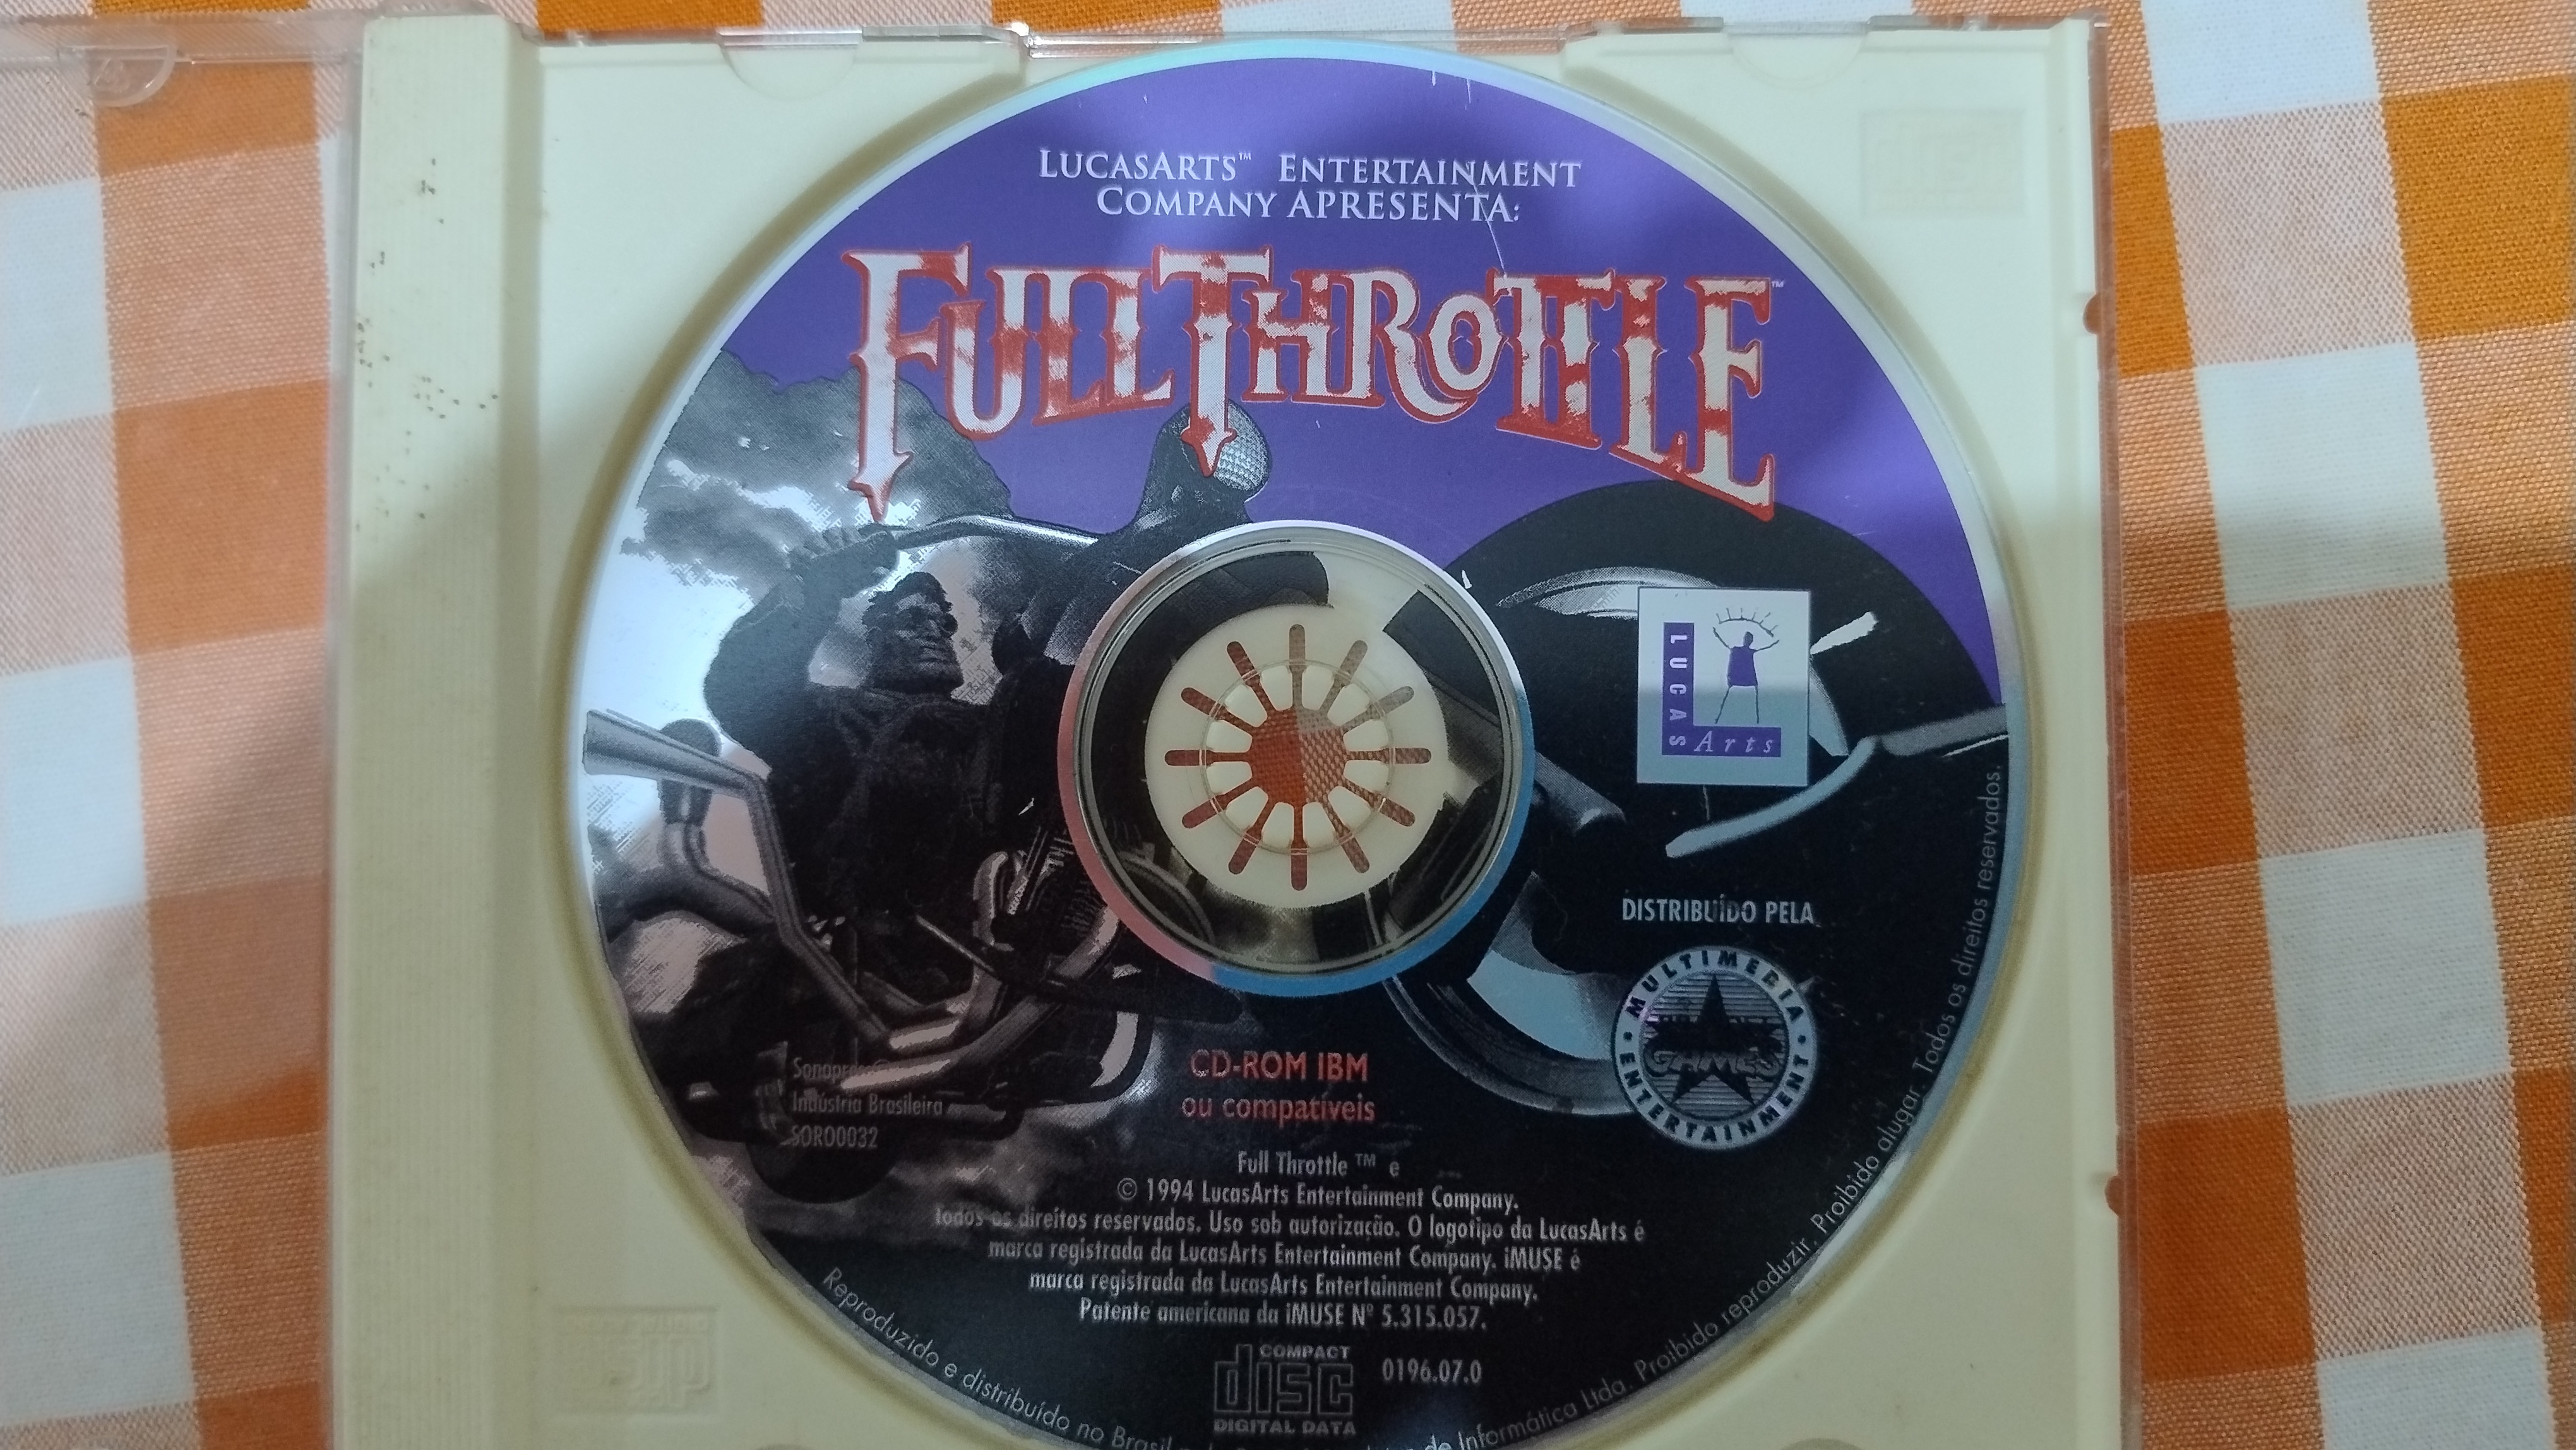 LUCASARTS™ ENTERTAINMENT
COMPANY APRESENTA:
FULL THROTTLE™
LUCAS
Arts
DISTRIBUÍDO PELA
MULTIMEDIA
GAMES
ENTERTAINMENT
CD-ROM IBM
ou compatíveis
Indústria Brasileira
SOR00032
Full Throttle ™ e
© 1994 LucasArts Entertainment Company.
Todos os direitos reservados. Uso sob autorização. O logotipo da LucasArts é
marca registrada da LucasArts Entertainment Company. iMUSE é
marca registrada da LucasArts Entertainment Company.
Patente americana da iMUSE Nº 5.315.057.
COMPACT
disc
DIGITAL DATA
0196.07.0
Reproduzido e distribuído no Brasil
de Informática Ltda. Proibido reproduzir. Proibido alugar. Todos os direitos reservados.